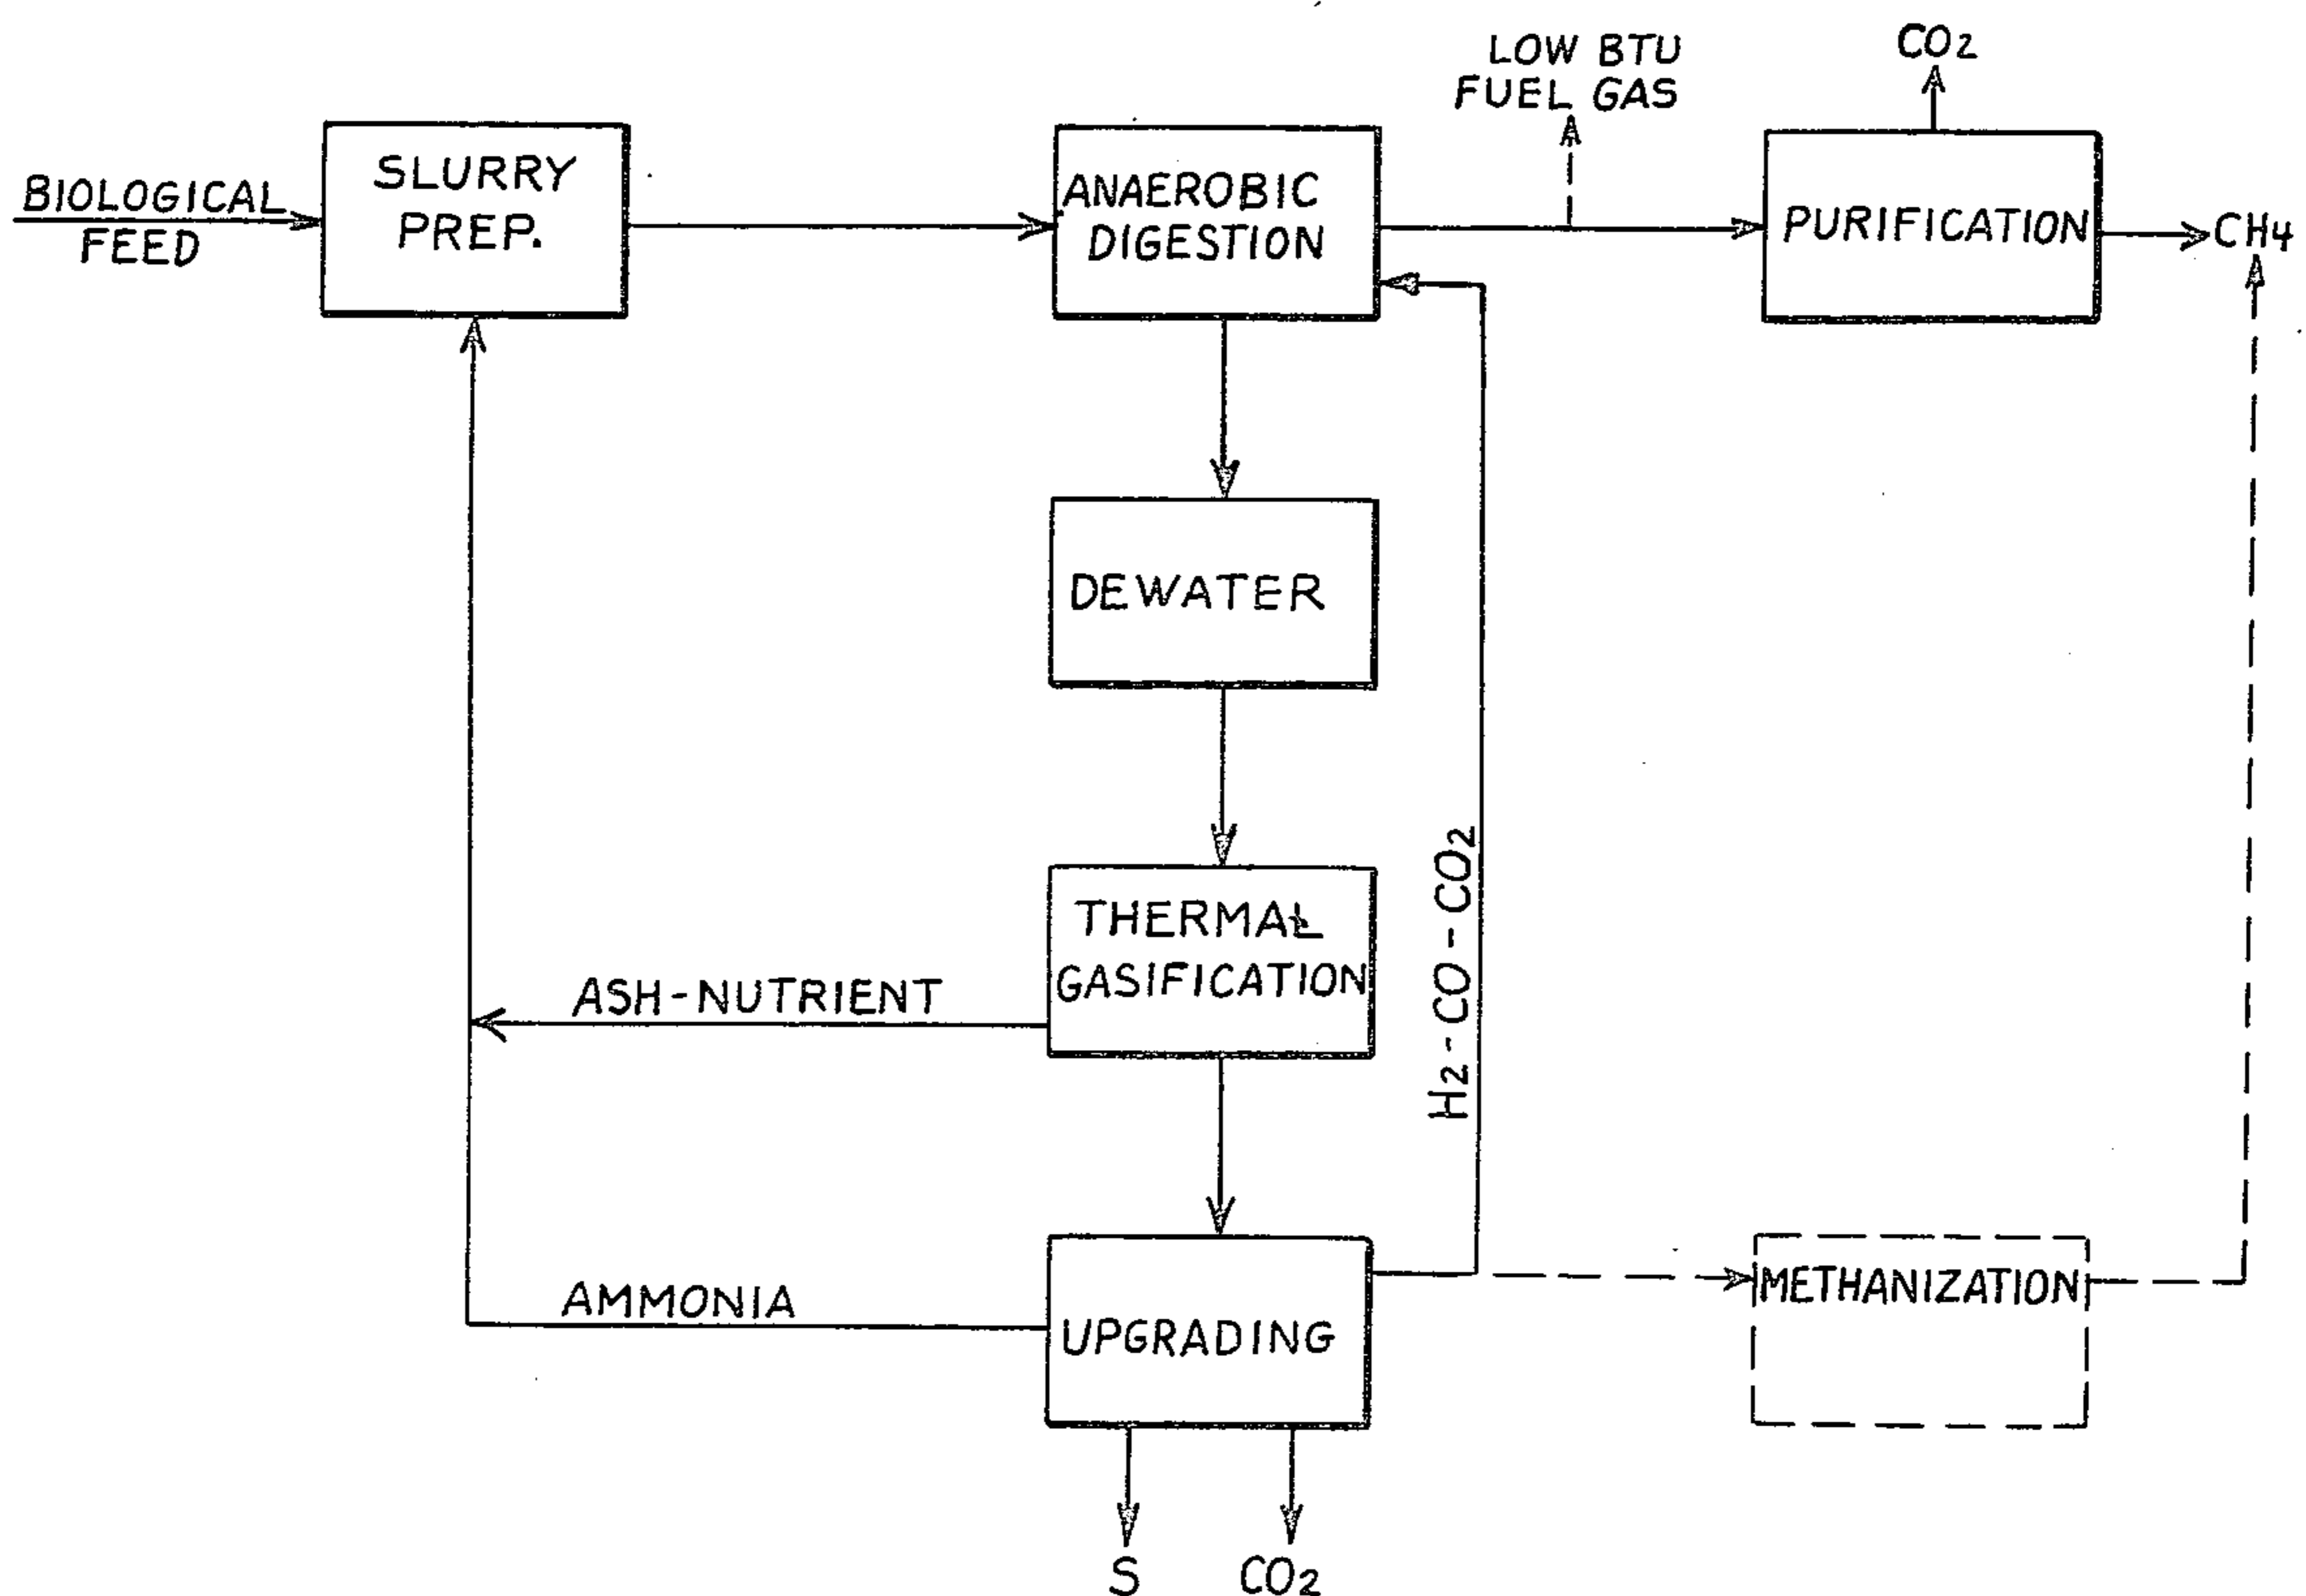 LOW BTU
FUEL GAS
CO2
BIOLOGICAL
FEED
SLURRY
PREP.
ANAEROBIC
DIGESTION
PURIFICATION
CH4
DEWATER
THERMAL
GASIFICATION
H2-CO-CO2
ASH-NUTRIENT
AMMONIA
UPGRADING
METHANIZATION
S
CO2